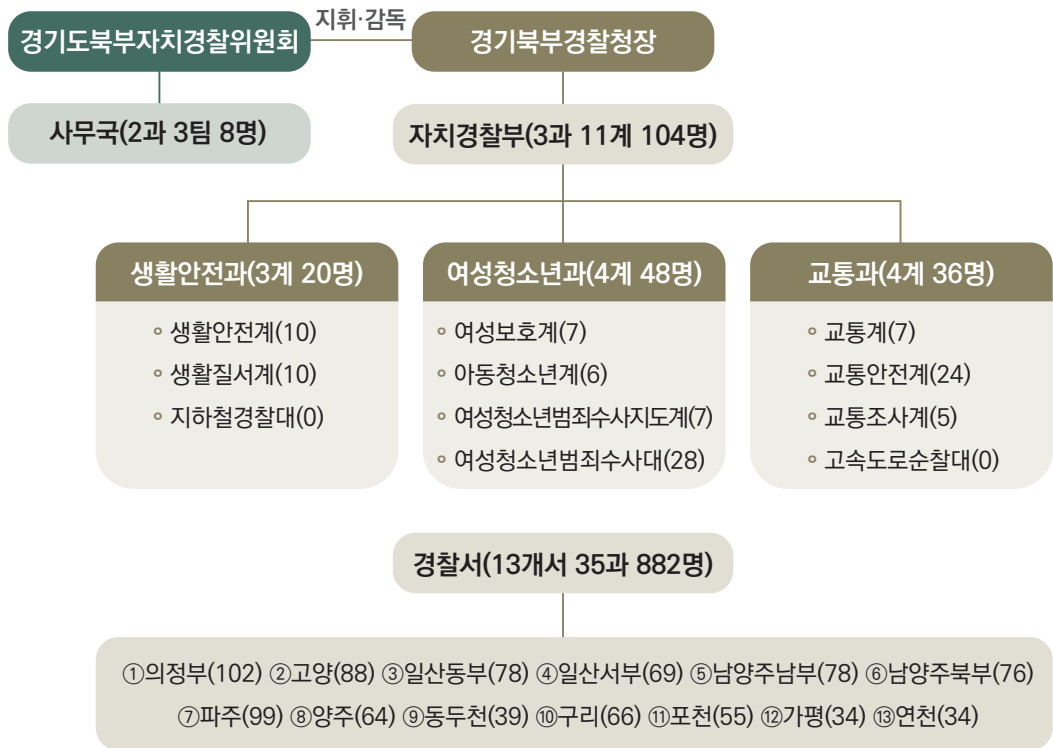 지휘·감독
경기도북부자치경찰위원회
경기북부경찰청장
사무국(2과 3팀 8명)
자치경찰부(3과 11계 104명)
생활안전과(3계 20명)
생활안전계(10)
생활질서계(10)
지하철경찰대(0)
여성청소년과(4계 48명)
여성보호계(7)
아동청소년계(6)
여성청소년범죄수사지도계(7)
여성청소년범죄수사대(28)
교통과(4계 36명)
교통계(7)
교통안전계(24)
교통조사계(5)
고속도로순찰대(0)
경찰서(13개서 35과 882명)
①의정부(102) ②고양(88) ③일산동부(78) ④일산서부(69) ⑤남양주남부(78) ⑥남양주북부(76)
⑦파주(99) ⑧양주(64) ⑨동두천(39) ⑩구리(66) ⑪포천(55) ⑫가평(34) ⑬연천(34)